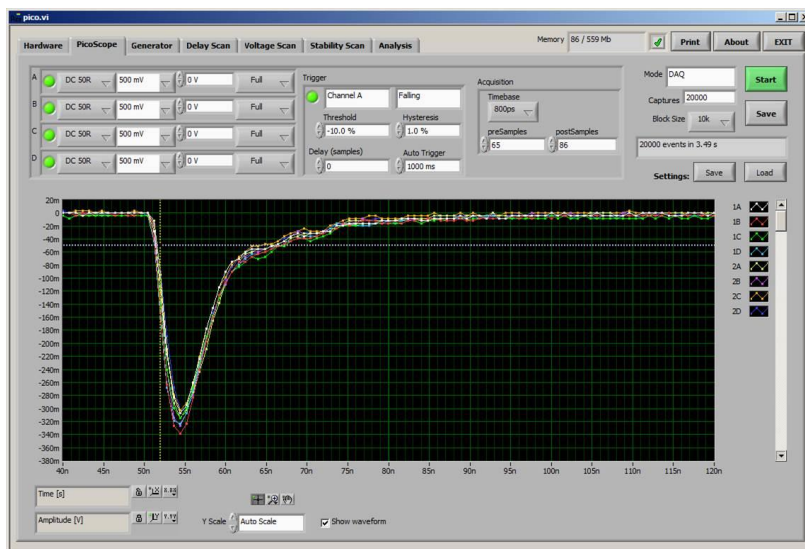 pico.vi
Hardware PicoScope Generator Delay Scan Voltage Scan Stability Scan Analysis
Memory 86 / 559 Mb Print About EXIT
A DC 50R 500 mV 0 V Full
B DC 50R 500 mV 0 V Full
C DC 50R 500 mV 0 V Full
D DC 50R 500 mV 0 V Full
Trigger
Channel A Falling
Threshold Hysteresis
-10.0 % 1.0 %
Delay (samples) Auto Trigger
0 1000 ms
Acquisition
Timebase
800ps
preSamples postSamples
65 86
Mode DAQ Start
Captures 20000
Block Size 10k Save
20000 events in 3.49 s
Settings: Save Load
20m
0
-20m
-40m
-60m
-80m
-100m
-120m
-140m
-160m
-180m
-200m
-220m
-240m
-260m
-280m
-300m
-320m
-340m
-360m
-380m
40n 45n 50n 55n 60n 65n 70n 75n 80n 85n 90n 95n 100n 105n 110n 115n 120n
1A
1B
1C
1D
2A
2B
2C
2D
Time [s]
Amplitude [V]
Y Scale Auto Scale Show waveform